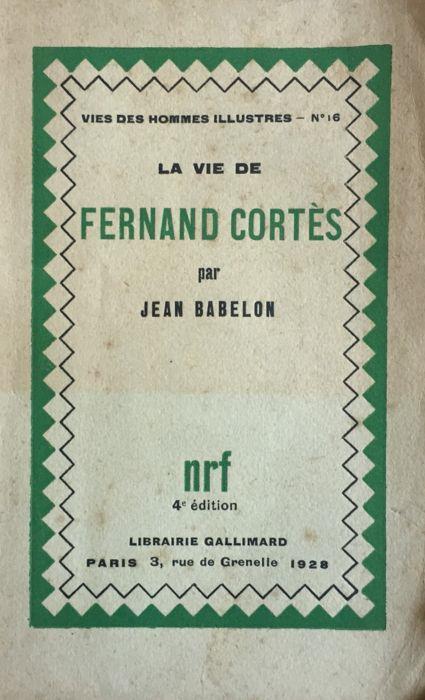 VIES DES HOMMES ILLUSTRES – N° 16
LA VIE DE
FERNAND CORTÈS
par
JEAN BABELON
nrf
4e édition
LIBRAIRIE GALLIMARD
PARIS 3, rue de Grenelle 1928